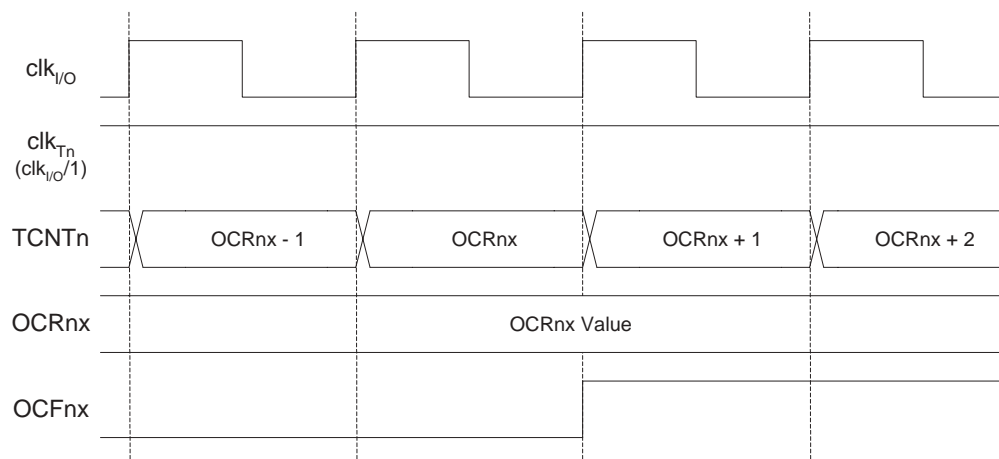 clkI/O
clkTn
(clkI/O/1)
TCNTn
OCRnx - 1
OCRnx
OCRnx + 1
OCRnx + 2
OCRnx
OCRnx Value
OCFnx